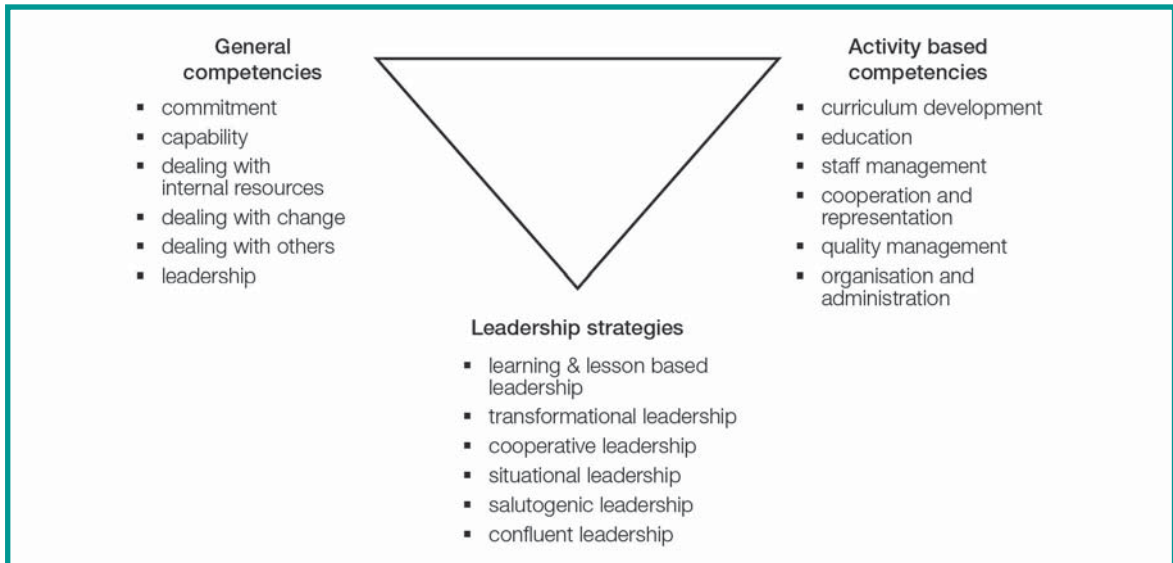 General
competencies
▪ commitment
▪ capability
▪ dealing with
internal resources
▪ dealing with change
▪ dealing with others
▪ leadership
Activity based
competencies
▪ curriculum development
▪ education
▪ staff management
▪ cooperation and
representation
▪ quality management
▪ organisation and
administration
Leadership strategies
▪ learning & lesson based
leadership
▪ transformational leadership
▪ cooperative leadership
▪ situational leadership
▪ salutogenic leadership
▪ confluent leadership